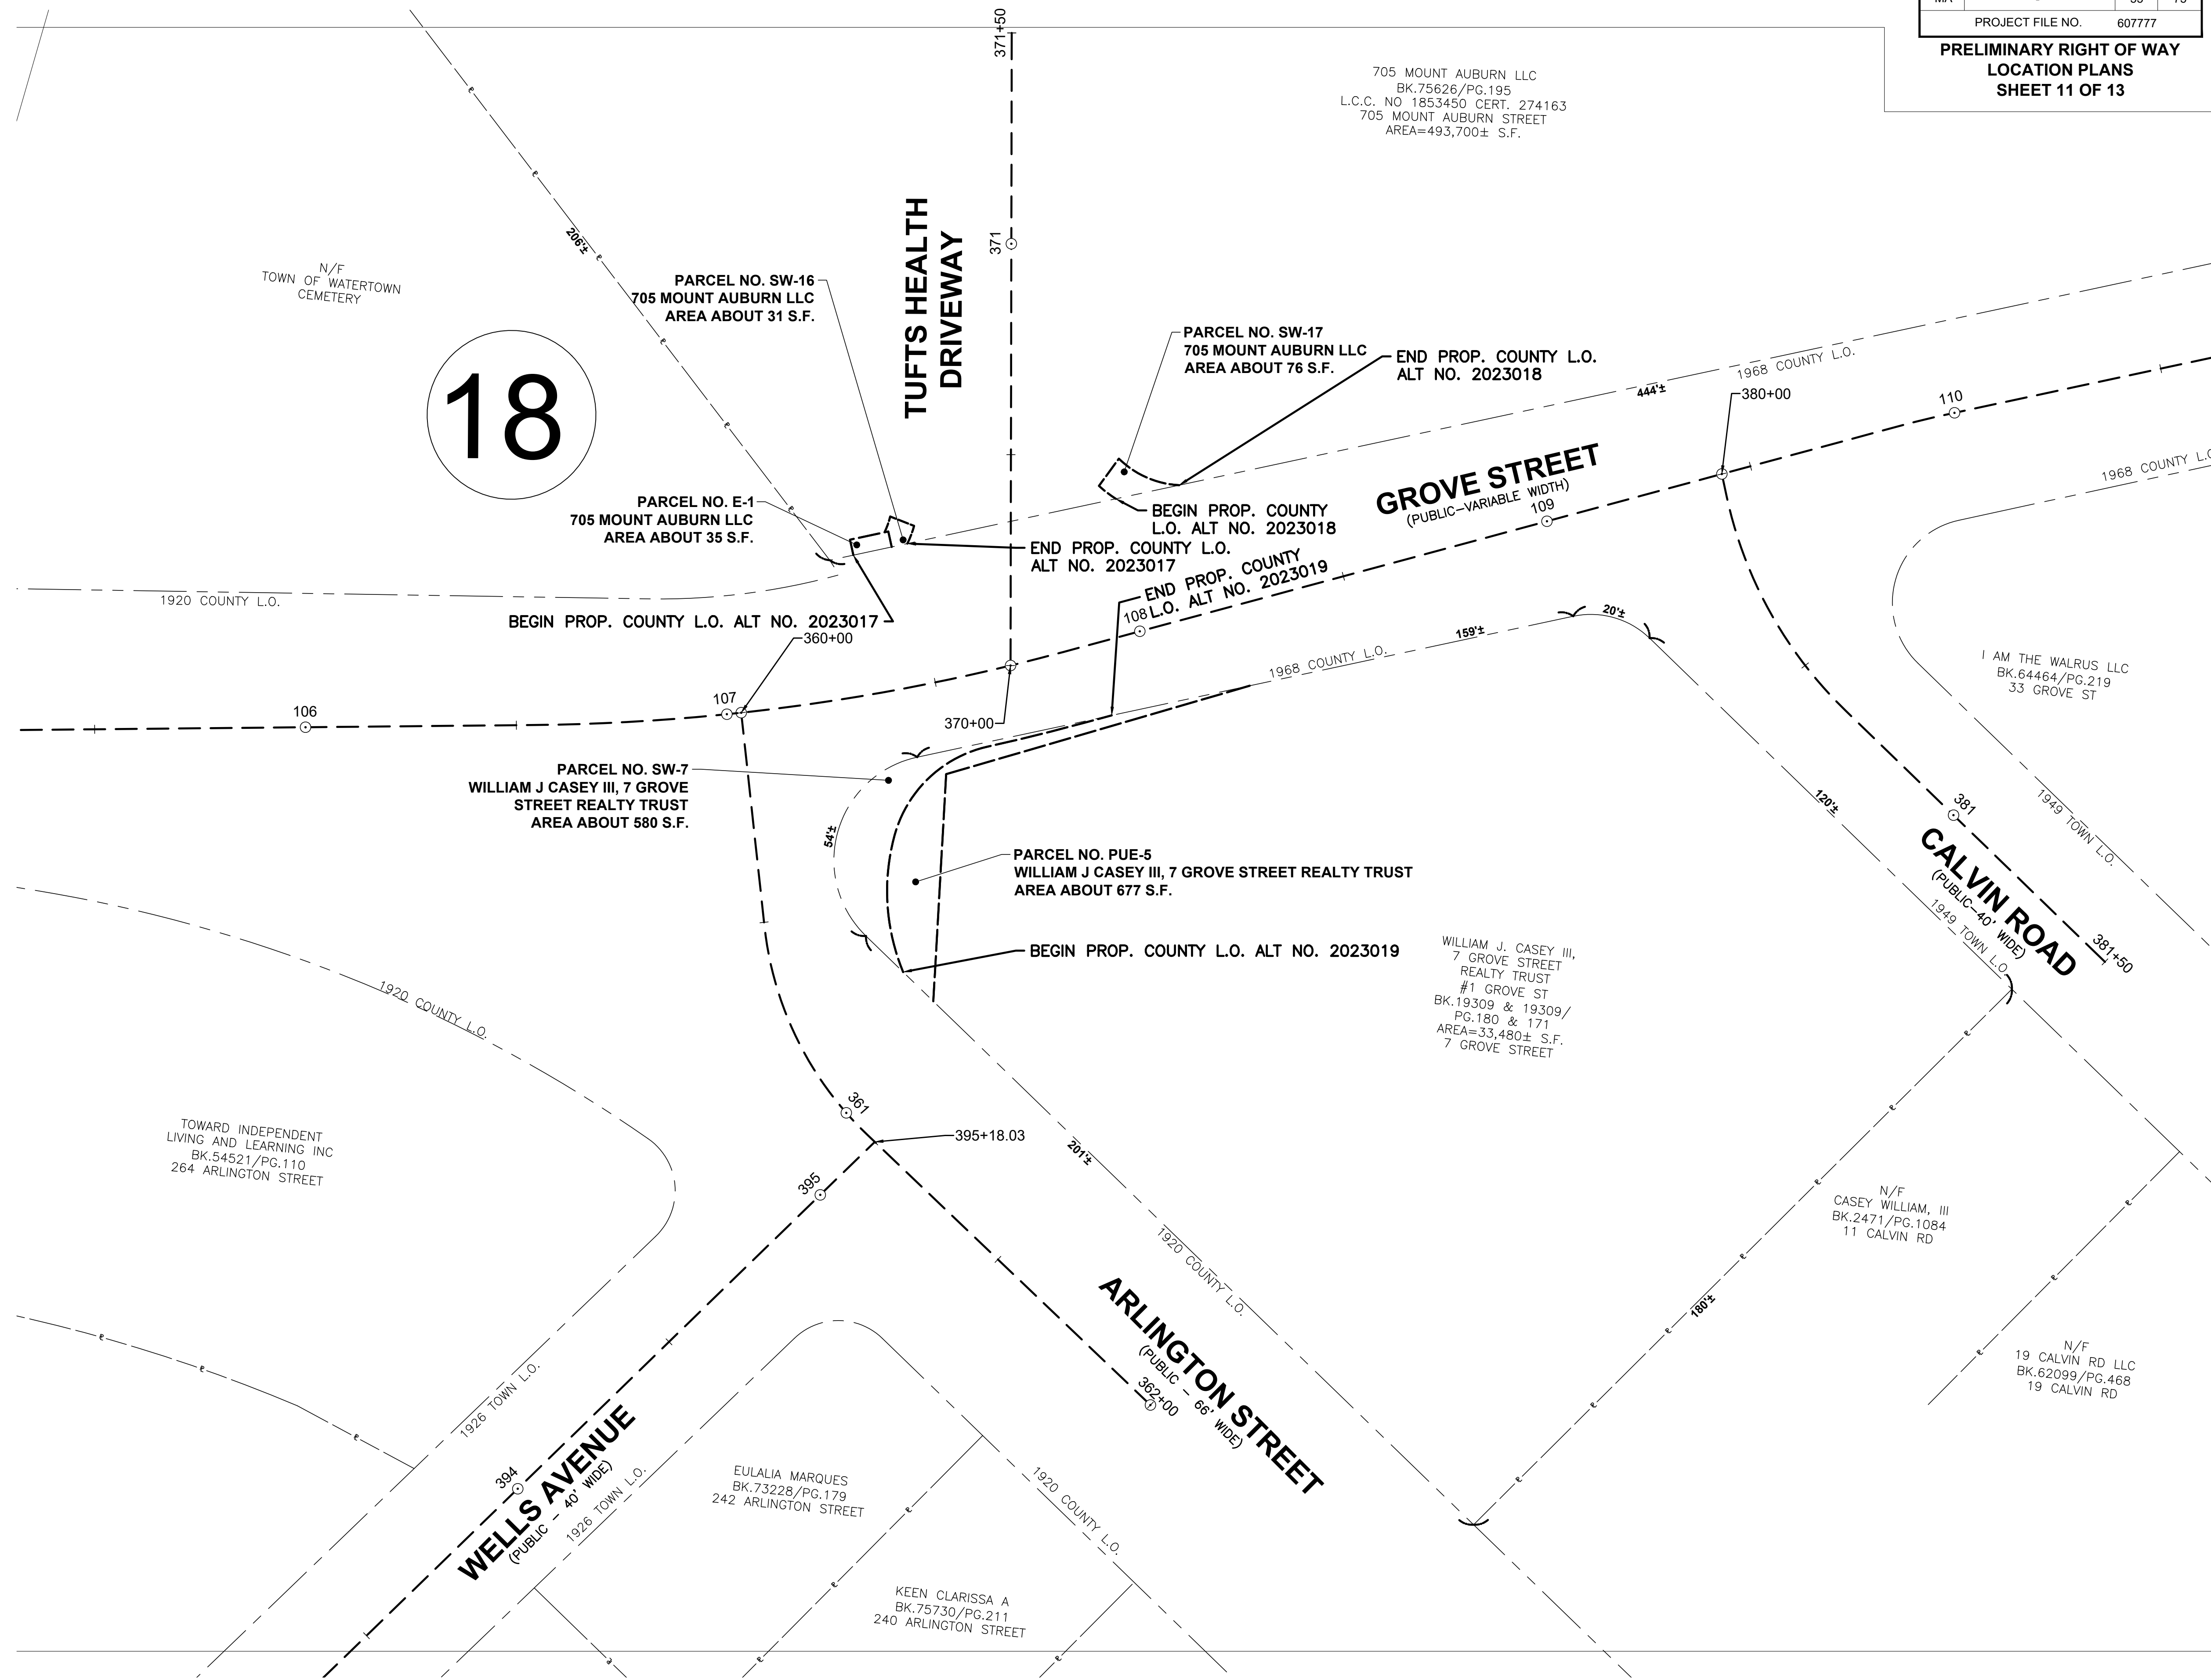 PROJECT FILE NO. 607777
PRELIMINARY RIGHT OF WAY
LOCATION PLANS
SHEET 11 OF 13
371+50
705 MOUNT AUBURN LLC
BK.75626/PG.195
L.C.C. NO 1853450 CERT. 274163
705 MOUNT AUBURN STREET
AREA=493,700± S.F.
206'±
N/F
TOWN OF WATERTOWN
CEMETERY
18
PARCEL NO. SW-16
705 MOUNT AUBURN LLC
AREA ABOUT 31 S.F.
TUFTS HEALTH
DRIVEWAY
371
PARCEL NO. SW-17
705 MOUNT AUBURN LLC
AREA ABOUT 76 S.F.
END PROP. COUNTY L.O.
ALT NO. 2023018
444'±
1968 COUNTY L.O.
380+00
110
1968 COUNTY L.O.
GROVE STREET
(PUBLIC-VARIABLE WIDTH)
109
PARCEL NO. E-1
705 MOUNT AUBURN LLC
AREA ABOUT 35 S.F.
BEGIN PROP. COUNTY
L.O. ALT NO. 2023018
END PROP. COUNTY L.O.
ALT NO. 2023017
END PROP. COUNTY
L.O. ALT NO. 2023019
108
1920 COUNTY L.O.
BEGIN PROP. COUNTY L.O. ALT NO. 2023017
360+00
20'±
159'±
1968 COUNTY L.O.
I AM THE WALRUS LLC
BK.64464/PG.219
33 GROVE ST
106
107
370+00
PARCEL NO. SW-7
WILLIAM J CASEY III, 7 GROVE
STREET REALTY TRUST
AREA ABOUT 580 S.F.
54'±
PARCEL NO. PUE-5
WILLIAM J CASEY III, 7 GROVE STREET REALTY TRUST
AREA ABOUT 677 S.F.
BEGIN PROP. COUNTY L.O. ALT NO. 2023019
120'±
381
1949 TOWN L.O.
CALVIN ROAD
(PUBLIC-40' WIDE)
1949 TOWN L.O.
381+50
WILLIAM J. CASEY III,
7 GROVE STREET
REALTY TRUST
#1 GROVE ST
BK.19309 & 19309/
PG.180 & 171
AREA=33,480± S.F.
7 GROVE STREET
1920 COUNTY L.O.
TOWARD INDEPENDENT
LIVING AND LEARNING INC
BK.54521/PG.110
264 ARLINGTON STREET
361
395+18.03
395
201'±
1920 COUNTY L.O.
N/F
CASEY WILLIAM, III
BK.2471/PG.1084
11 CALVIN RD
180'±
N/F
19 CALVIN RD LLC
BK.62099/PG.468
19 CALVIN RD
ARLINGTON STREET
(PUBLIC - 66' WIDE)
362+00
1926 TOWN L.O.
394
WELLS AVENUE
(PUBLIC - 40' WIDE)
1926 TOWN L.O.
EULALIA MARQUES
BK.73228/PG.179
242 ARLINGTON STREET
1920 COUNTY L.O.
KEEN CLARISSA A
BK.75730/PG.211
240 ARLINGTON STREET